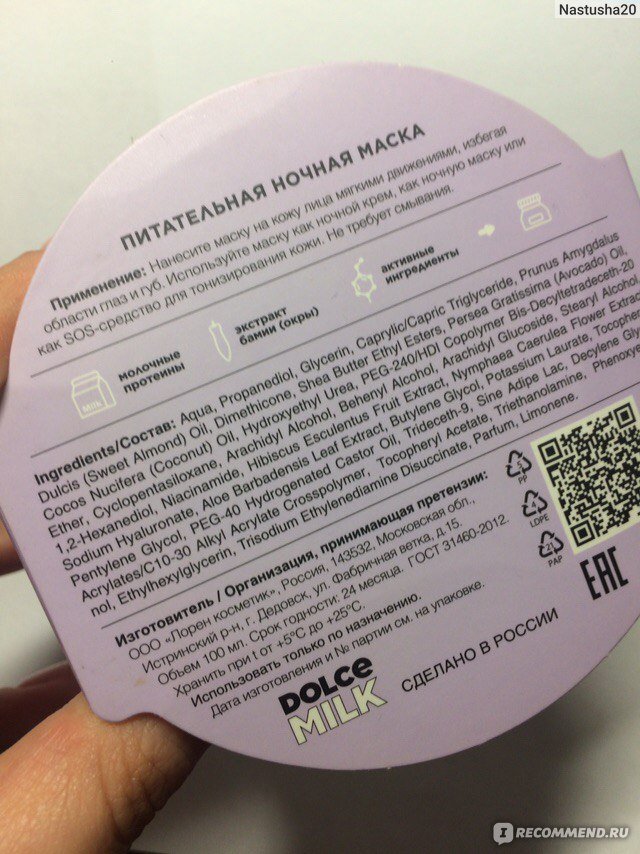 Nastusha20
ПИТАТЕЛЬНАЯ НОЧНАЯ МАСКА
Применение: Нанесите маску на кожу лица мягкими движениями, избегая
области глаз и губ. Используйте маску как ночной крем, как ночную маску или
как SOS-средство для тонизирования кожи. Не требует смывания.
MILK
молочные
протеины
экстракт
бамии (окры)
активные
ингредиенты
Ingredients/Состав: Aqua, Propanediol, Glycerin, Caprylic/Capric Triglyceride, Prunus Amygdalus
Dulcis (Sweet Almond) Oil, Dimethicone, Shea Butter Ethyl Esters, Persea Gratissima (Avocado) Oil,
Cocos Nucifera (Coconut) Oil, Hydroxyethyl Urea, PEG-240/HDI Copolymer Bis-Decyltetradeceth-20
Ether, Cyclopentasiloxane, Arachidyl Alcohol, Behenyl Alcohol, Arachidyl Glucoside, Stearyl Alcohol,
1,2-Hexanediol, Niacinamide, Hibiscus Esculentus Fruit Extract, Nymphaea Caerulea Flower Extract,
Sodium Hyaluronate, Aloe Barbadensis Leaf Extract, Butylene Glycol, Potassium Laurate, Tocopherol,
Pentylene Glycol, PEG-40 Hydrogenated Castor Oil, Trideceth-9, Sine Adipe Lac, Decylene Glycol,
Acrylates/C10-30 Alkyl Acrylate Crosspolymer, Tocopheryl Acetate, Triethanolamine, Phenoxyetha-
nol, Ethylhexylglycerin, Trisodium Ethylenediamine Disuccinate, Parfum, Limonene.
PP
LDPE
PAP
EAC
Изготовитель / Организация, принимающая претензии:
ООО «Лорен косметик», Россия, 143532, Московская обл.,
Истринский р-н, г. Дедовск, ул. Фабричная ветка, д.15.
Объем 100 мл. Срок годности: 24 месяца. ГОСТ 31460-2012.
Хранить при t от +5°C до +25°C.
Использовать только по назначению.
Дата изготовления и № партии см. на упаковке.
DOLCE
MILK
СДЕЛАНО В РОССИИ
I RECOMMEND.RU